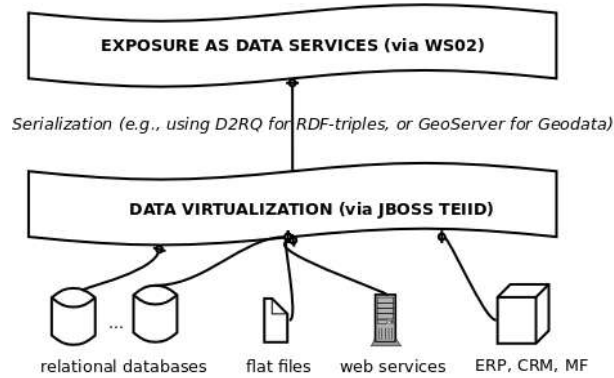 EXPOSURE AS DATA SERVICES (via WS02)
Serialization (e.g., using D2RQ for RDF-triples, or GeoServer for Geodata)
DATA VIRTUALIZATION (via JBOSS TEIID)
...
relational databases flat files web services ERP, CRM, MF